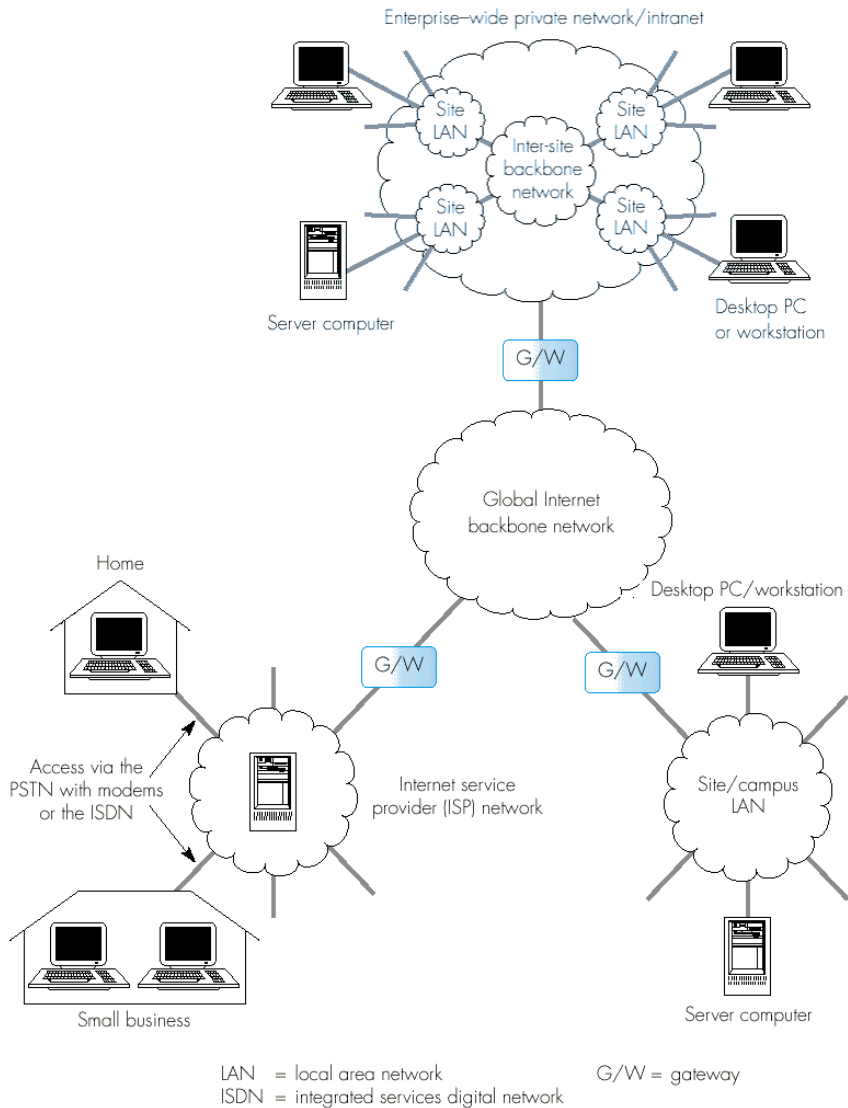 Enterprise–wide private network/intranet
Site
LAN
Site
LAN
Inter-site
backbone
network
Site
LAN
Site
LAN
Server computer
Desktop PC
or workstation
G/W
Global Internet
backbone network
Home
Desktop PC/workstation
G/W
G/W
Access via the
PSTN with modems
or the ISDN
Internet service
provider (ISP) network
Site/campus
LAN
Small business
Server computer
LAN = local area network
G/W = gateway
ISDN = integrated services digital network